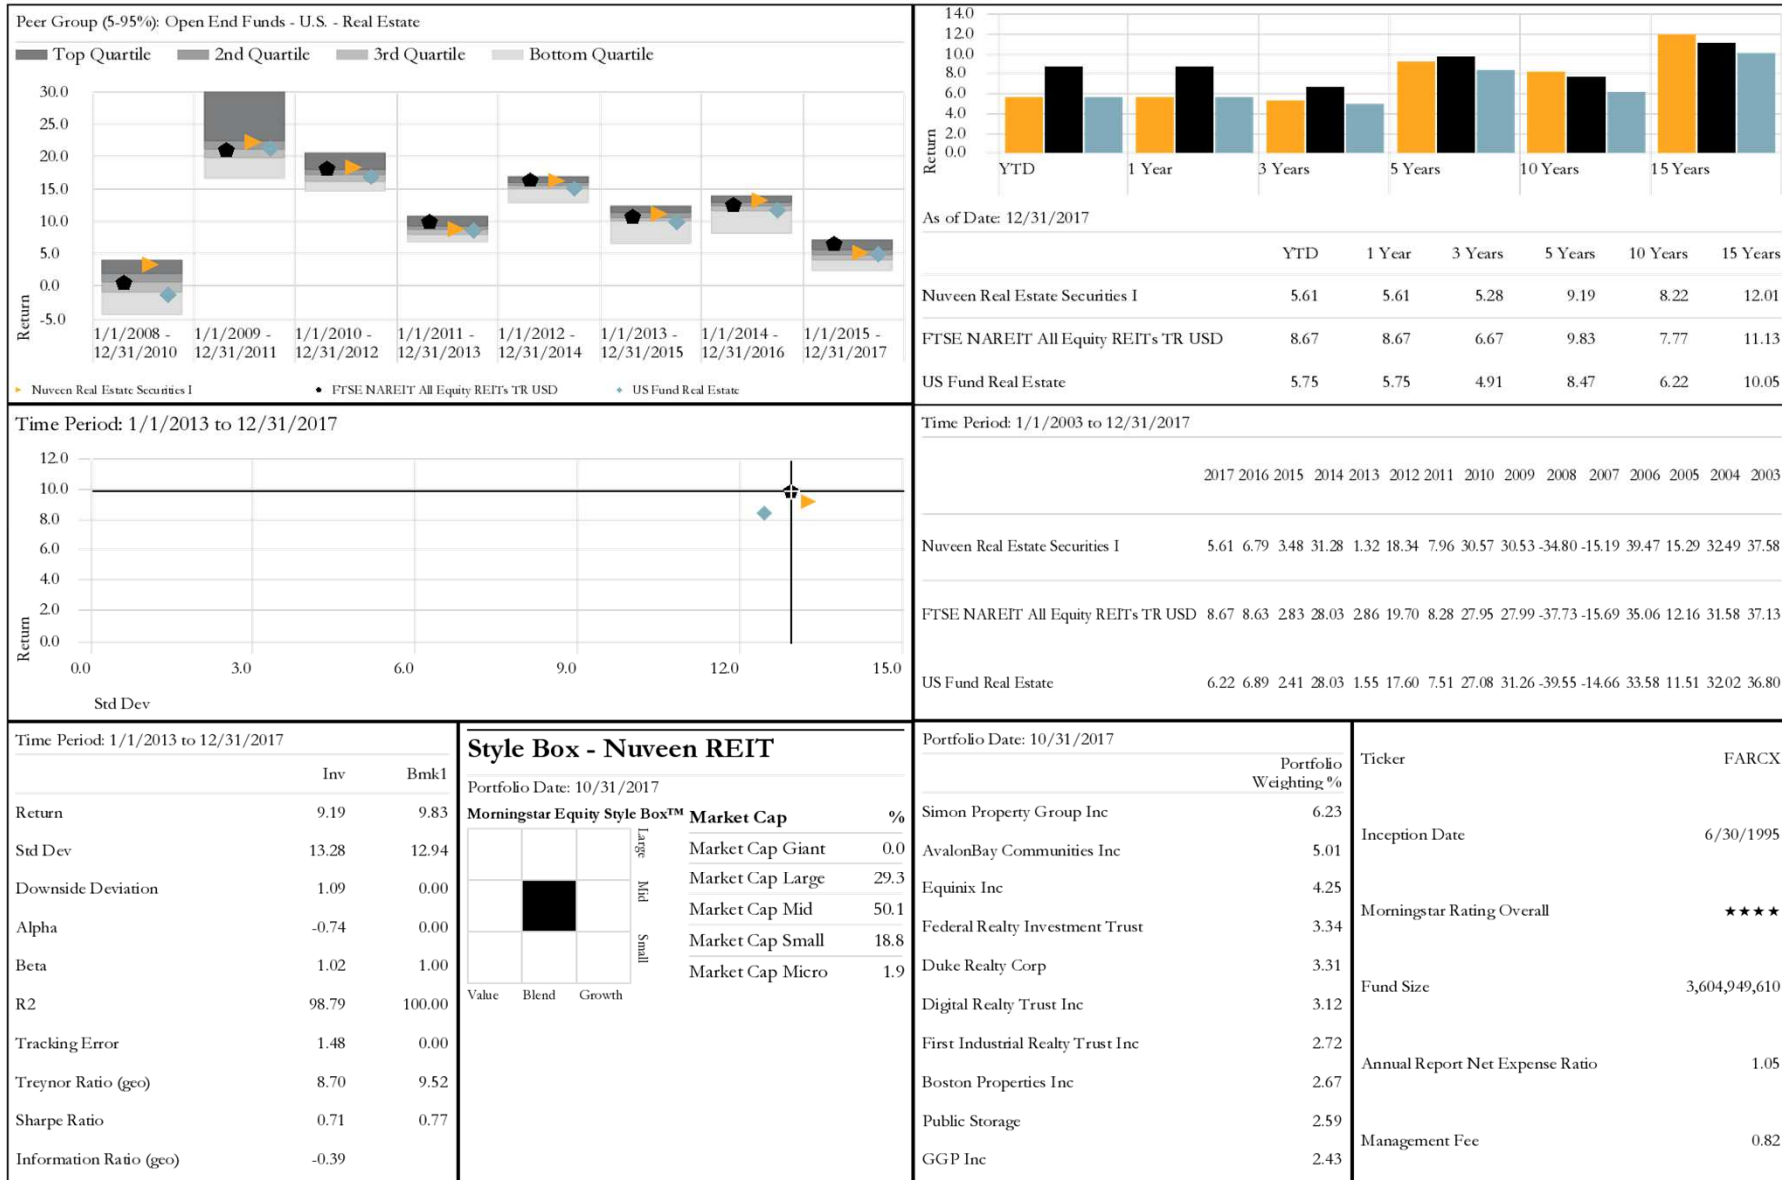 Peer Group (5-95%): Open End Funds - U.S. - Real Estate
Top Quartile 2nd Quartile 3rd Quartile Bottom Quartile
30.0
25.0
20.0
15.0
10.0
5.0
0.0
-5.0
Return
1/1/2008 - 12/31/2010
1/1/2009 - 12/31/2011
1/1/2010 - 12/31/2012
1/1/2011 - 12/31/2013
1/1/2012 - 12/31/2014
1/1/2013 - 12/31/2015
1/1/2014 - 12/31/2016
1/1/2015 - 12/31/2017
Nuveen Real Estate Securities I FTSE NAREIT All Equity REITs TR USD US Fund Real Estate
14.0
12.0
10.0
8.0
6.0
4.0
2.0
0.0
Return
YTD 1 Year 3 Years 5 Years 10 Years 15 Years
As of Date: 12/31/2017
YTD 1 Year 3 Years 5 Years 10 Years 15 Years
Nuveen Real Estate Securities I 5.61 5.61 5.28 9.19 8.22 12.01
FTSE NAREIT All Equity REITs TR USD 8.67 8.67 6.67 9.83 7.77 11.13
US Fund Real Estate 5.75 5.75 4.91 8.47 6.22 10.05
Time Period: 1/1/2013 to 12/31/2017
12.0
10.0
8.0
6.0
4.0
2.0
0.0
Return
0.0 3.0 6.0 9.0 12.0 15.0
Std Dev
Time Period: 1/1/2003 to 12/31/2017
2017 2016 2015 2014 2013 2012 2011 2010 2009 2008 2007 2006 2005 2004 2003
Nuveen Real Estate Securities I 5.61 6.79 3.48 31.28 1.32 18.34 7.96 30.57 30.53 -34.80 -15.19 39.47 15.29 32.49 37.58
FTSE NAREIT All Equity REITs TR USD 8.67 8.63 2.83 28.03 2.86 19.70 8.28 27.95 27.99 -37.73 -15.69 35.06 12.16 31.58 37.13
US Fund Real Estate 6.22 6.89 2.41 28.03 1.55 17.60 7.51 27.08 31.26 -39.55 -14.66 33.58 11.51 32.02 36.80
Time Period: 1/1/2013 to 12/31/2017
Inv Bmk1
Return 9.19 9.83
Std Dev 13.28 12.94
Downside Deviation 1.09 0.00
Alpha -0.74 0.00
Beta 1.02 1.00
R2 98.79 100.00
Tracking Error 1.48 0.00
Treynor Ratio (geo) 8.70 9.52
Sharpe Ratio 0.71 0.77
Information Ratio (geo) -0.39
Style Box - Nuveen REIT
Portfolio Date: 10/31/2017
Morningstar Equity Style Box™
Large
Mid
Small
Value Blend Growth
Market Cap %
Market Cap Giant 0.0
Market Cap Large 29.3
Market Cap Mid 50.1
Market Cap Small 18.8
Market Cap Micro 1.9
Portfolio Date: 10/31/2017
Portfolio
Weighting %
Simon Property Group Inc 6.23
AvalonBay Communities Inc 5.01
Equinix Inc 4.25
Federal Realty Investment Trust 3.34
Duke Realty Corp 3.31
Digital Realty Trust Inc 3.12
First Industrial Realty Trust Inc 2.72
Boston Properties Inc 2.67
Public Storage 2.59
GGP Inc 2.43
Ticker FARCX
Inception Date 6/30/1995
Morningstar Rating Overall ★★★★
Fund Size 3,604,949,610
Annual Report Net Expense Ratio 1.05
Management Fee 0.82